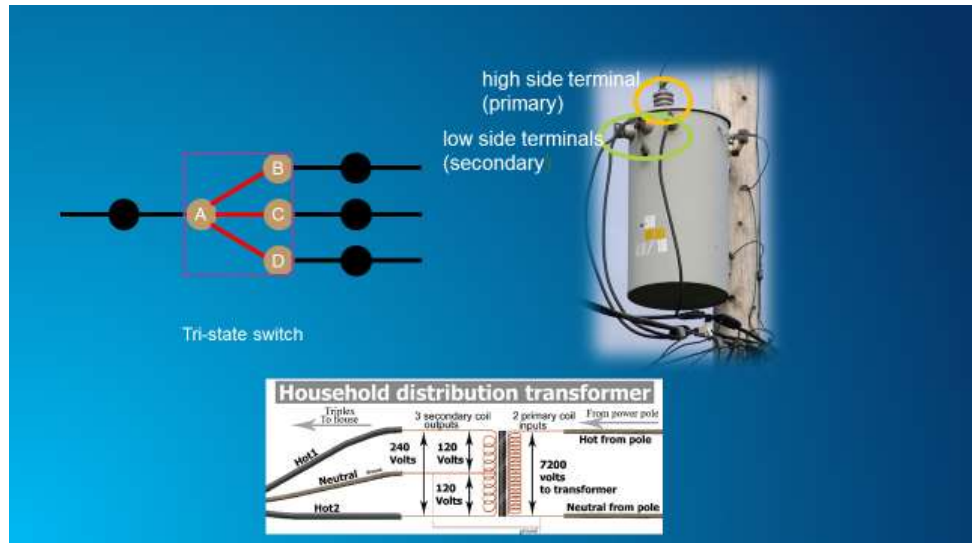 high side terminal
(primary)
low side terminals
(secondary)
B
A
C
D
Tri-state switch
Household distribution transformer
Triplex
To house
3 secondary coil
outputs
2 primary coil
inputs
From power pole
Hot from pole
Hot1
240
Volts
120
Volts
Neutral
7200
volts
to transformer
120
Volts
Hot2
Neutral from pole